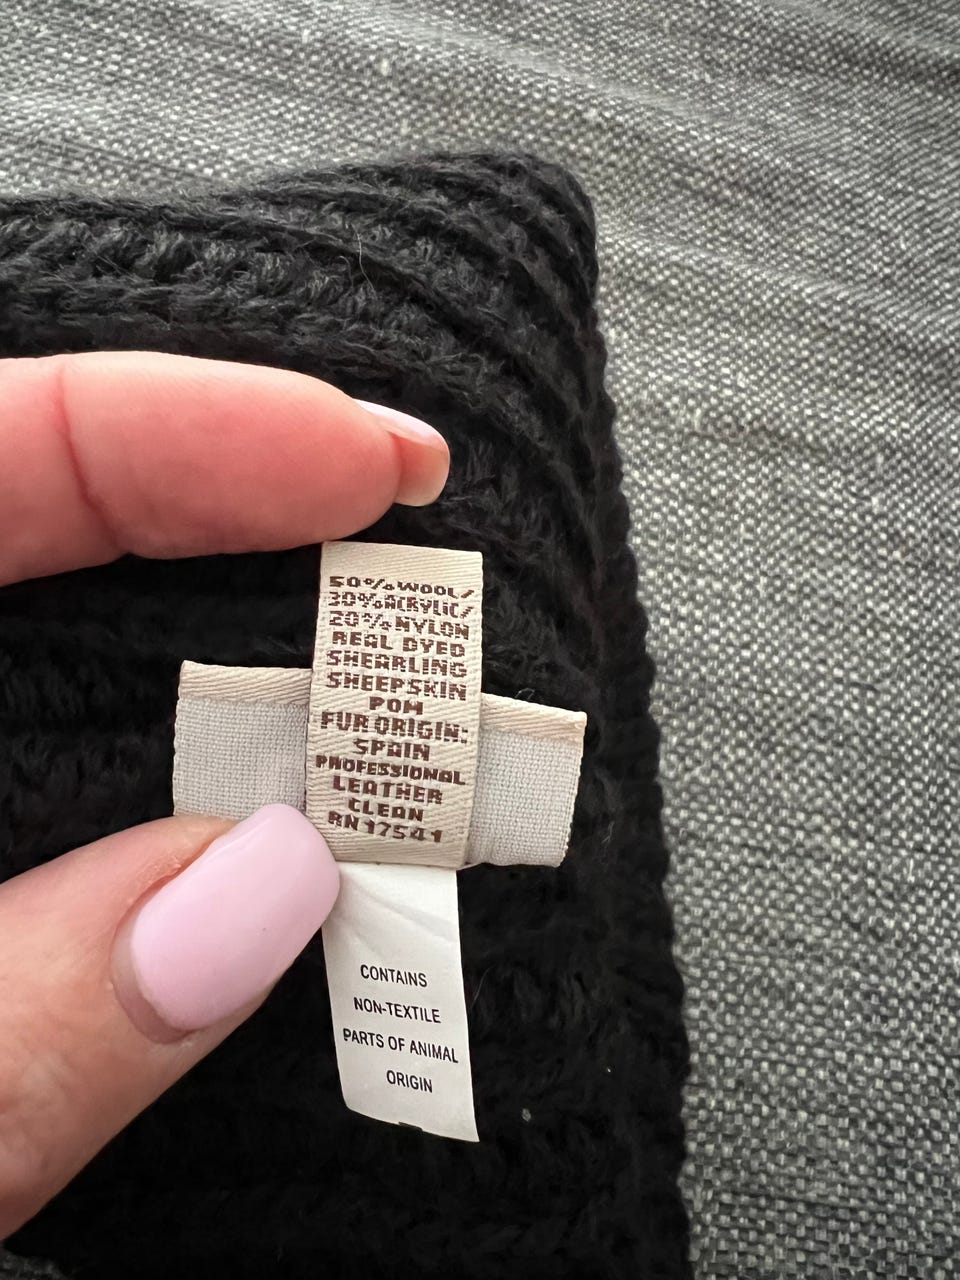 50% WOOL/
30% ACRYLIC/
20% NYLON
REAL DYED
SHEARLING
SHEEPSKIN
POM
FUR ORIGIN:
SPAIN
PROFESSIONAL
LEATHER
CLEAN
RN 17541
CONTAINS
NON-TEXTILE
PARTS OF ANIMAL
ORIGIN